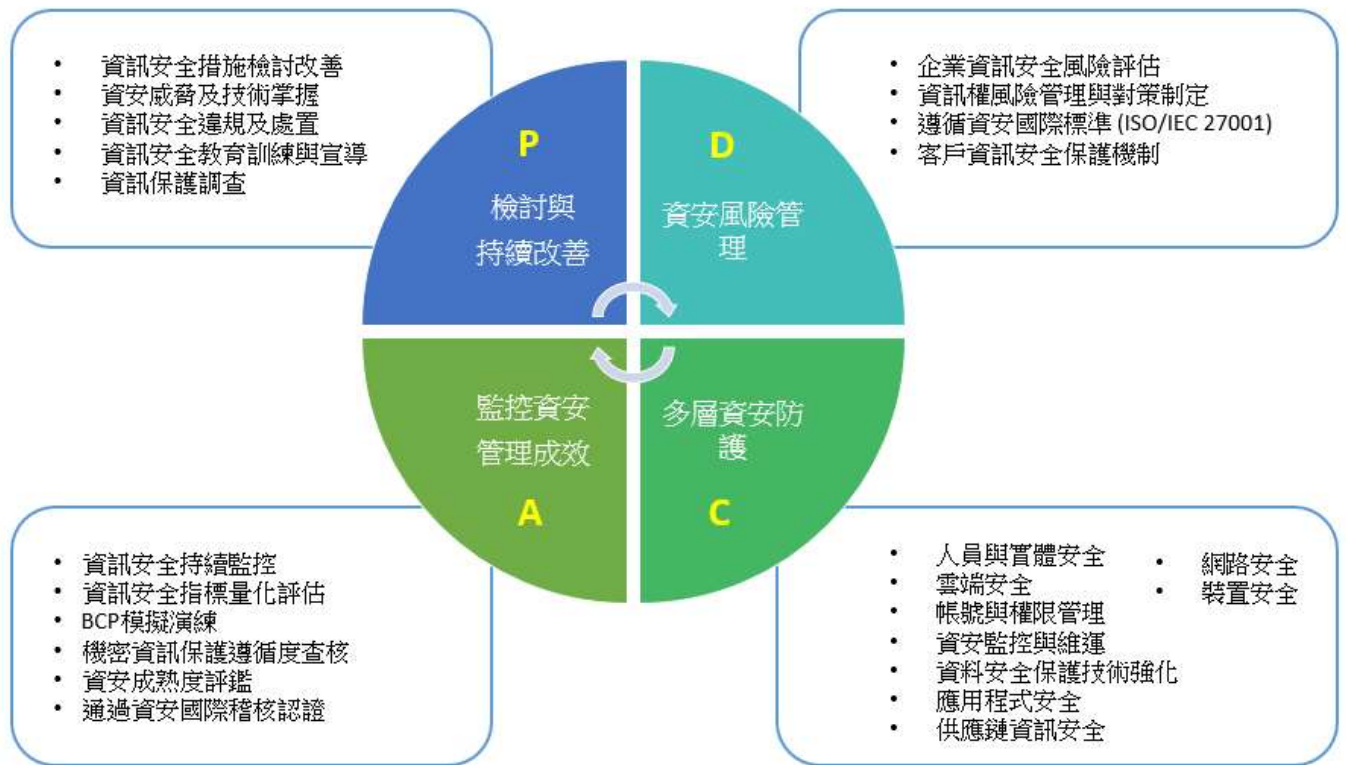 • 資訊安全措施檢討改善
• 資安威脅及技術掌握
• 資訊安全違規及處置
• 資訊安全教育訓練與宣導
• 資訊保護調查
P
檢討與
持續改善
D
資安風險管
理
• 企業資訊安全風險評估
• 資訊權風險管理與對策制定
• 遵循資安國際標準 (ISO/IEC 27001)
• 客戶資訊安全保護機制
監控資安
管理成效
A
多層資安防
護
C
• 資訊安全持續監控
• 資訊安全指標量化評估
• BCP模擬演練
• 機密資訊保護遵循度查核
• 資安成熟度評鑑
• 通過資安國際稽核認證
• 人員與實體安全
• 雲端安全
• 帳號與權限管理
• 資安監控與維運
• 資料安全保護技術強化
• 應用程式安全
• 供應鏈資訊安全
• 網路安全
• 裝置安全